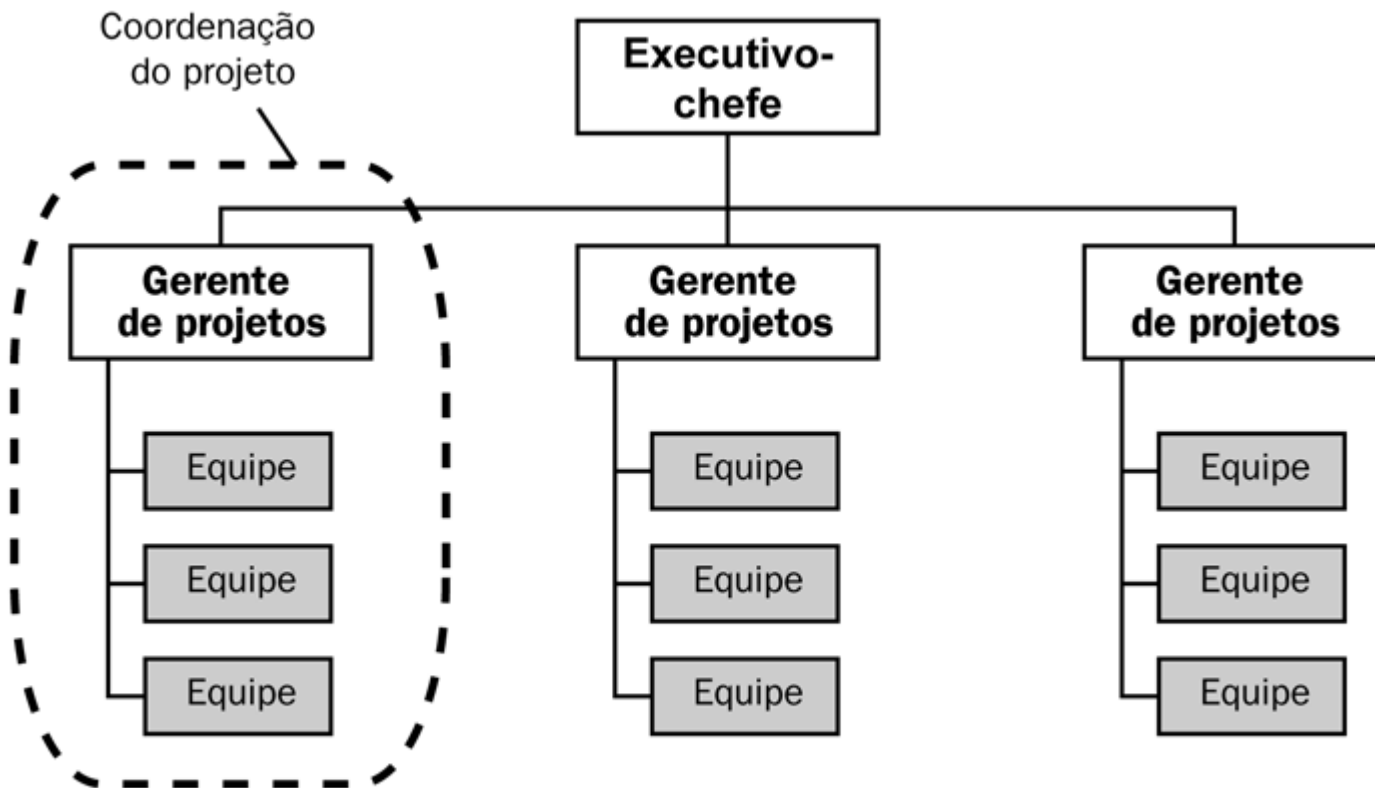 Coordenação
do projeto
Executivo-
chefe
Gerente
de projetos
Gerente
de projetos
Gerente
de projetos
Equipe
Equipe
Equipe
Equipe
Equipe
Equipe
Equipe
Equipe
Equipe